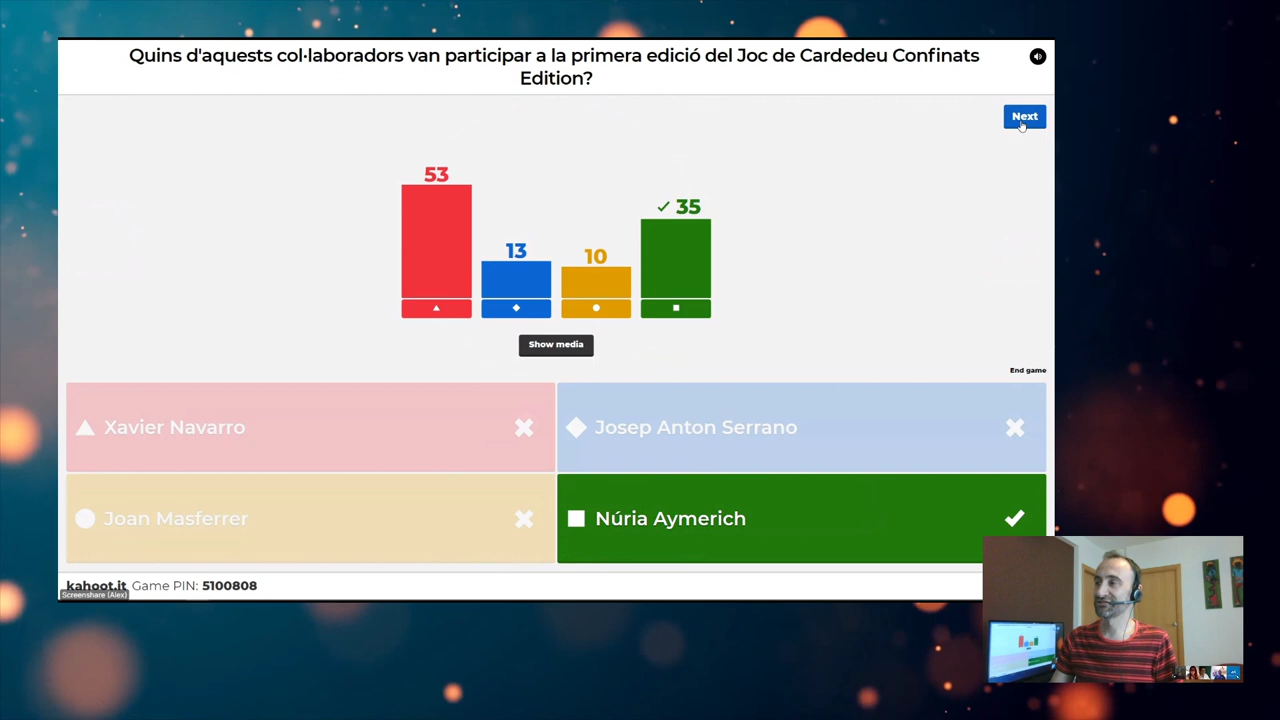 Quins d'aquests col·laboradors van participar a la primera edició del Joc de Cardedeu Confinats
Edition?
Next
53
13
10
35
Show media
End game
Xavier Navarro
Josep Anton Serrano
Joan Masferrer
Núria Aymerich
kahoot.it Game PIN: 5100808
Screenshare (Alex)